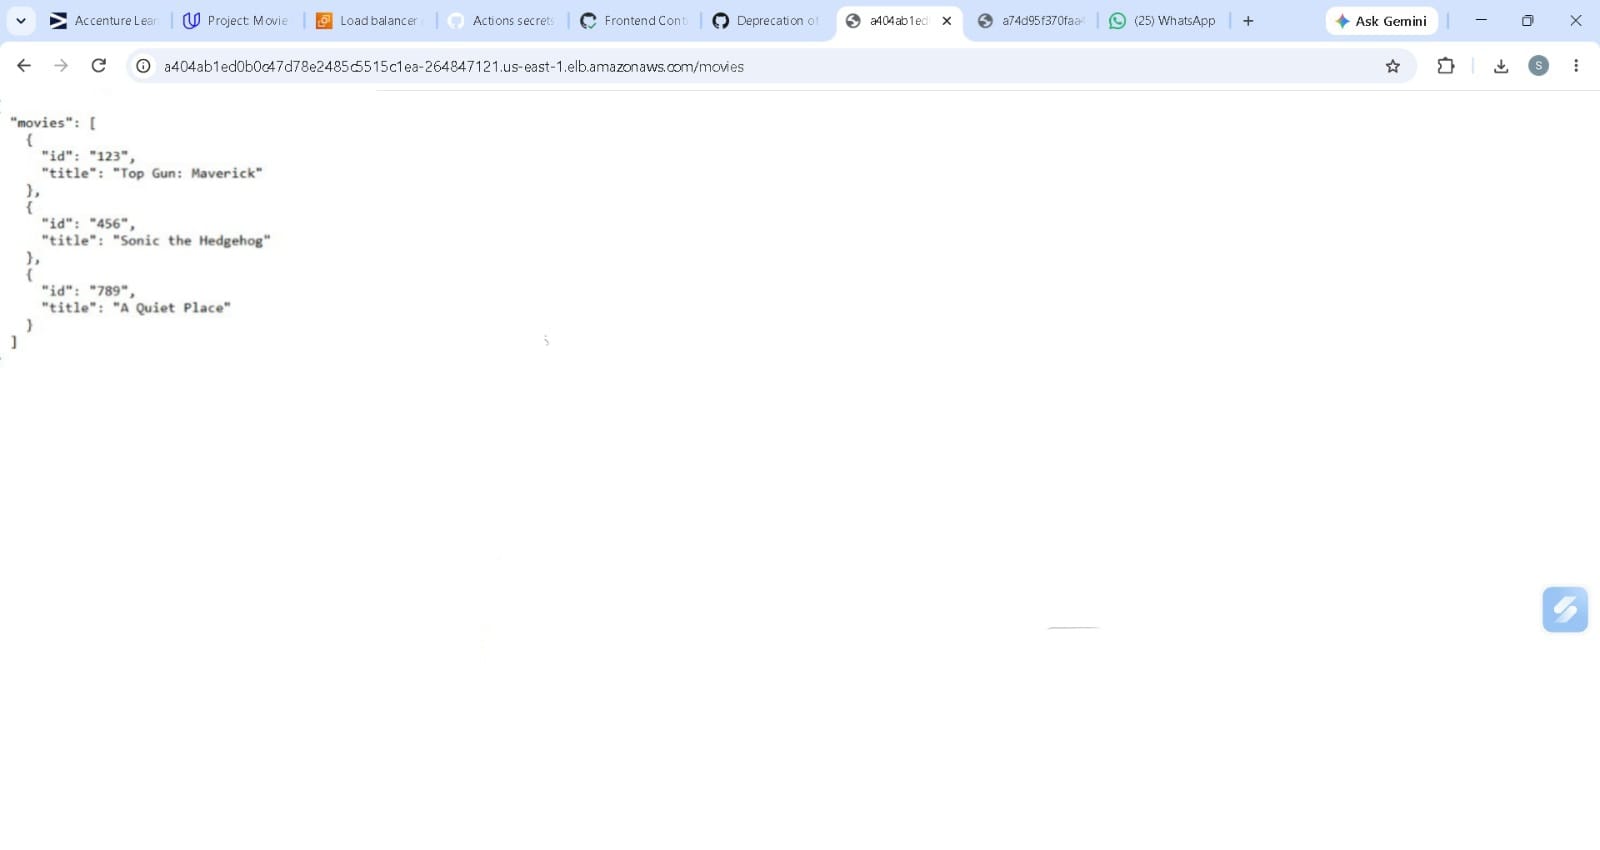 Accenture Lear
Project: Movie
Load balancer
Actions secrets
Frontend Conti
Deprecation of
a404ab1ed
a74d95f370faa4
(25) WhatsApp
Ask Gemini
a404ab1ed0b0c47d78e2485c5515c1ea-264847121.us-east-1.elb.amazonaws.com/movies
S
"movies": [
{
"id": "123",
"title": "Top Gun: Maverick"
},
{
"id": "456",
"title": "Sonic the Hedgehog"
},
{
"id": "789",
"title": "A Quiet Place"
}
]